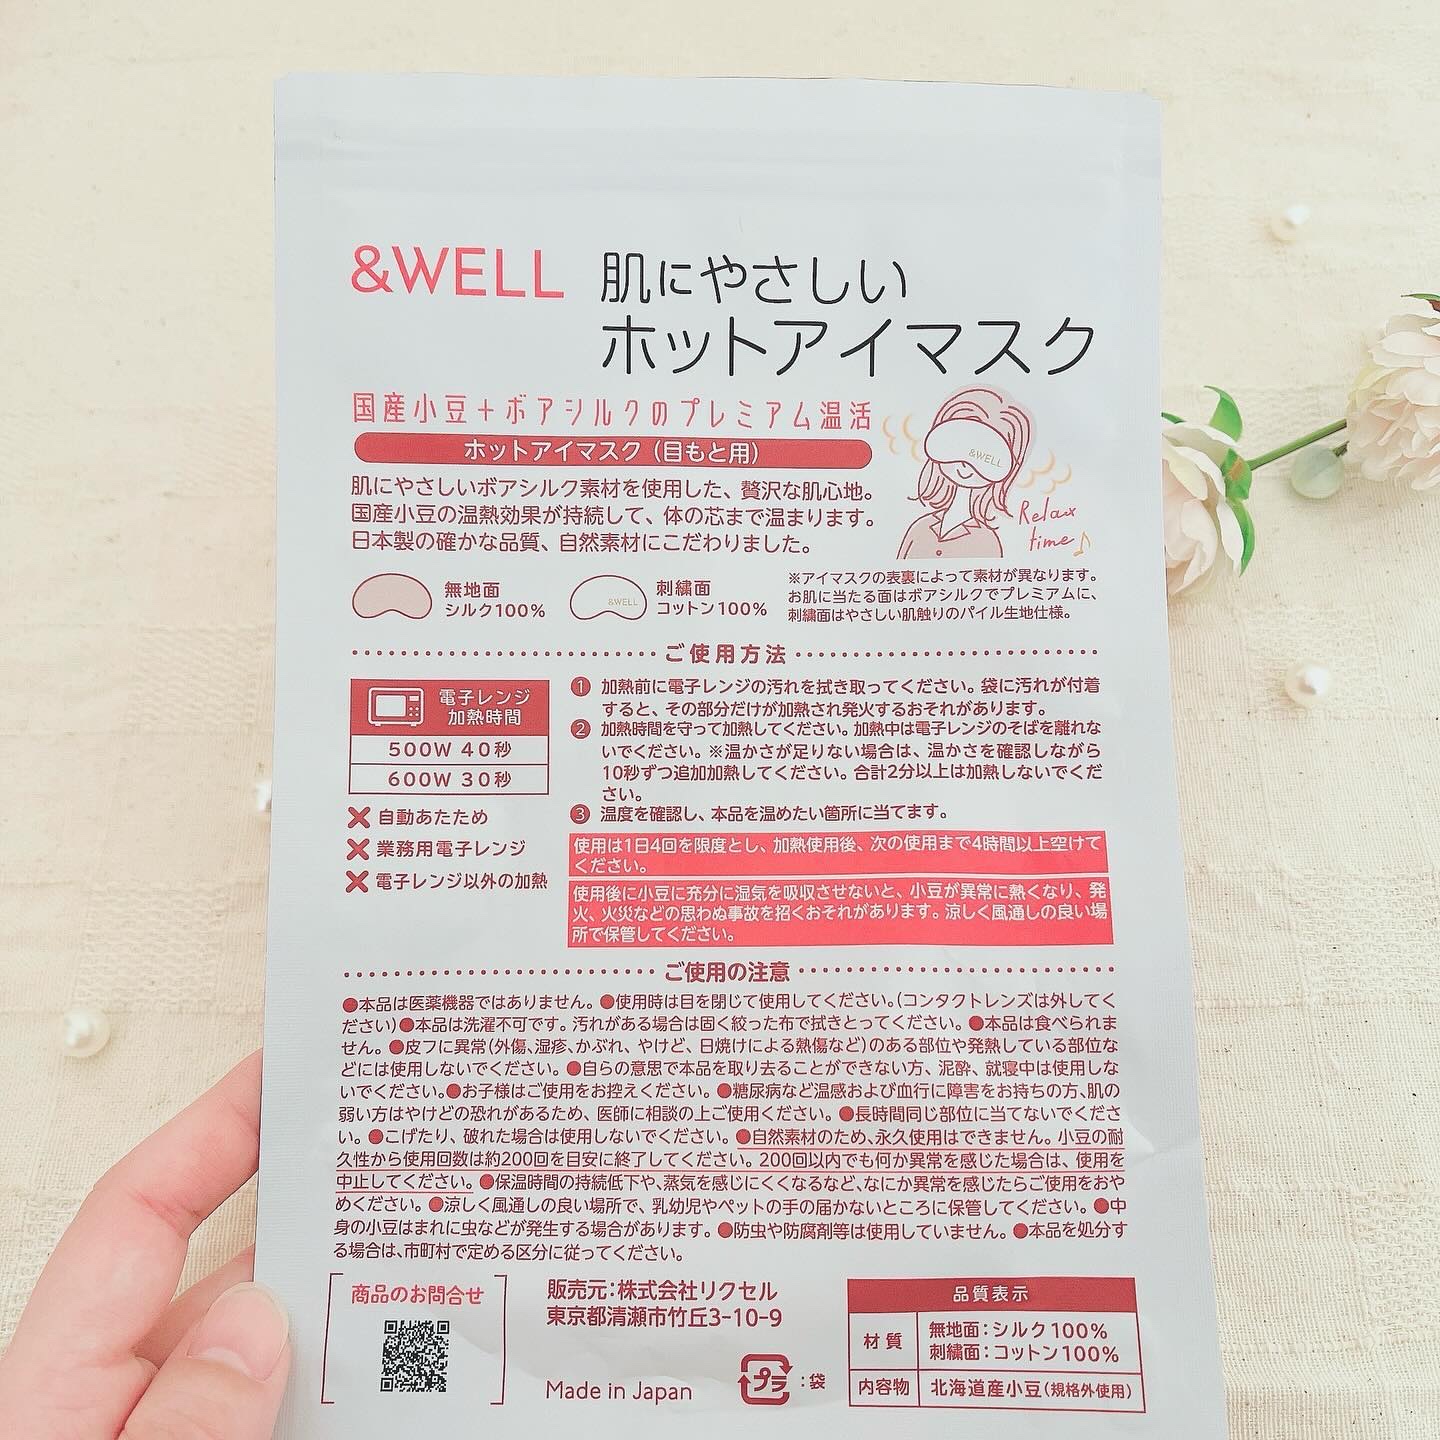 &WELL 肌にやさしい
ホットアイマスク
国産小豆+ボアシルクのプレミアム温活
ホットアイマスク(目もと用)
肌にやさしいボアシルク素材を使用した、贅沢な肌心地。
国産小豆の温熱効果が持続して、体の芯まで温まります。
日本製の確かな品質、自然素材にこだわりました。
&WELL
Relax
time♪
無地面
シルク100%
&WELL
刺繍面
コットン100%
※アイマスクの表裏によって素材が異なります。
お肌に当たる面はボアシルクでプレミアムに、
刺繍面はやさしい肌触りのパイル生地仕様。
ご使用方法
電子レンジ
加熱時間
500W 40秒
600W 30秒
✕ 自動あたため
✕ 業務用電子レンジ
✕ 電子レンジ以外の加熱
❶ 加熱前に電子レンジの汚れを拭き取ってください。袋に汚れが付着
すると、その部分だけが加熱され発火するおそれがあります。
❷ 加熱時間を守って加熱してください。加熱中は電子レンジのそばを離れな
いでください。※温かさが足りない場合は、温かさを確認しながら
10秒ずつ追加加熱してください。合計2分以上は加熱しないでくだ
さい。
❸ 温度を確認し、本品を温めたい箇所に当てます。
使用は1日4回を限度とし、加熱使用後、次の使用まで4時間以上空けて
ください。
使用後に小豆に充分に湿気を吸収させないと、小豆が異常に熱くなり、発
火、火災などの思わぬ事故を招くおそれがあります。涼しく風通しの良い場
所で保管してください。
ご使用の注意
●本品は医薬機器ではありません。●使用時は目を閉じて使用してください。(コンタクトレンズは外してく
ださい)●本品は洗濯不可です。汚れがある場合は固く絞った布で拭きとってください。●本品は食べられま
せん。●皮フに異常(外傷、湿疹、かぶれ、やけど、日焼けによる熱傷など)のある部位や発熱している部位な
どには使用しないでください。●自らの意思で本品を取り去ることができない方、泥酔、就寝中は使用しな
いでください。●お子様はご使用をお控えください。●糖尿病など温感および血行に障害をお持ちの方、肌の
弱い方はやけどの恐れがあるため、医師に相談の上ご使用ください。●長時間同じ部位に当てないでくださ
い。●こげたり、破れた場合は使用しないでください。●自然素材のため、永久使用はできません。小豆の耐
久性から使用回数は約200回を目安に終了してください。200回以内でも何か異常を感じた場合は、使用を
中止してください。●保温時間の持続低下や、蒸気を感じにくくなるなど、なにか異常を感じたらご使用をおや
めください。●涼しく風通しの良い場所で、乳幼児やペットの手の届かないところに保管してください。●中
身の小豆はまれに虫などが発生する場合があります。●防虫や防腐剤等は使用していません。●本品を処分す
る場合は、市町村で定める区分に従ってください。
商品のお問合せ
販売元:株式会社リクセル
東京都清瀬市竹丘3-10-9
Made in Japan
プラ :袋
品質表示
材質 無地面:シルク100%
刺繍面:コットン100%
内容物 北海道産小豆(規格外使用)